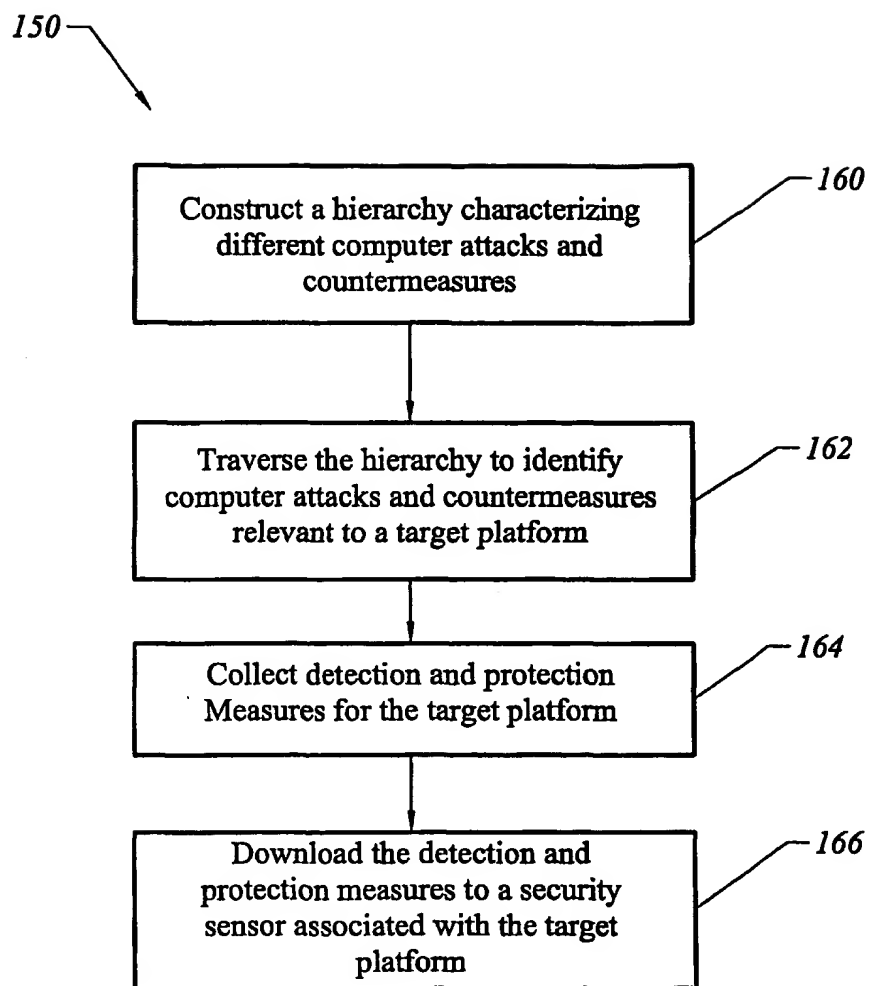 150
160
Construct a hierarchy characterizing
different computer attacks and
countermeasures
162
Traverse the hierarchy to identify
computer attacks and countermeasures
relevant to a target platform
164
Collect detection and protection
Measures for the target platform
166
Download the detection and
protection measures to a security
sensor associated with the target
platform